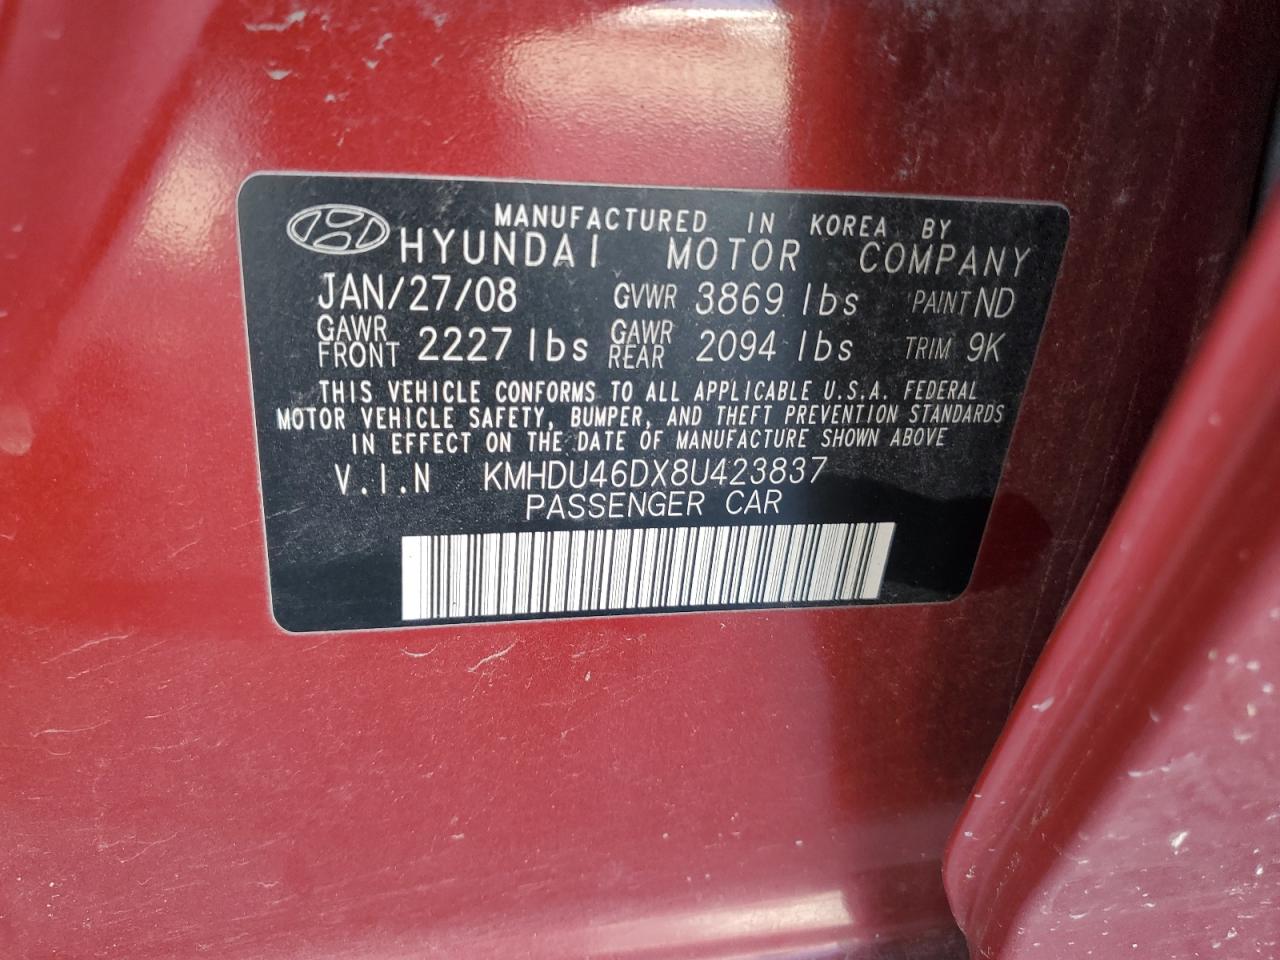 MANUFACTURED IN KOREA BY
HYUNDAI MOTOR COMPANY
JAN/27/08 GVWR 3869 lbs PAINT ND
GAWR FRONT 2227 lbs GAWR REAR 2094 lbs TRIM 9K
THIS VEHICLE CONFORMS TO ALL APPLICABLE U.S.A. FEDERAL
MOTOR VEHICLE SAFETY, BUMPER, AND THEFT PREVENTION STANDARDS
IN EFFECT ON THE DATE OF MANUFACTURE SHOWN ABOVE
V.I.N KMHDU46DX8U423837
PASSENGER CAR